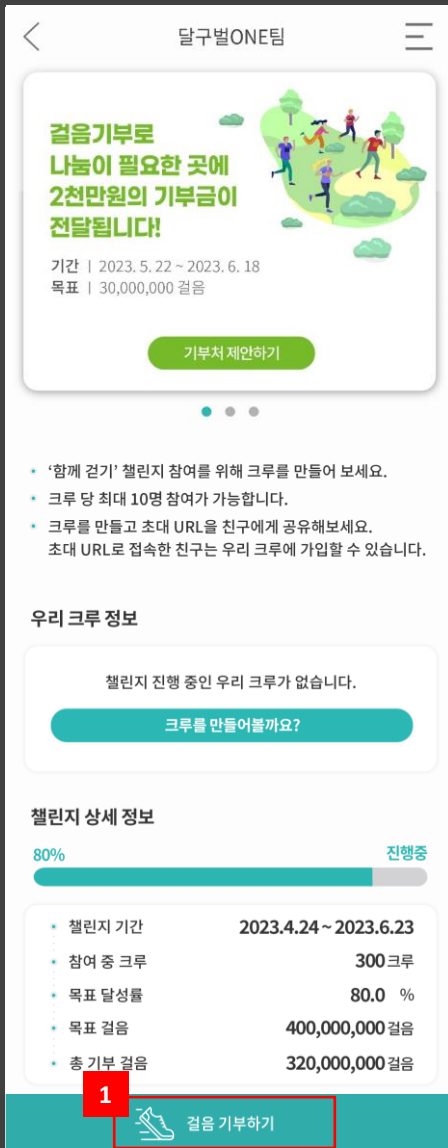 달구벌ONE팀
걸음기부로
나눔이 필요한 곳에
2천만원의 기부금이
전달됩니다!
기간 | 2023. 5. 22 ~ 2023. 6. 18
목표 | 30,000,000 걸음
기부처 제안하기
• ‘함께 걷기’ 챌린지 참여를 위해 크루를 만들어 보세요.
• 크루 당 최대 10명 참여가 가능합니다.
• 크루를 만들고 초대 URL을 친구에게 공유해보세요.
초대 URL로 접속한 친구는 우리 크루에 가입할 수 있습니다.
우리 크루 정보
챌린지 진행 중인 우리 크루가 없습니다.
크루를 만들어볼까요?
챌린지 상세 정보
80% 진행중
• 챌린지 기간 2023.4.24 ~ 2023.6.23
• 참여 중 크루 300 크루
• 목표 달성률 80.0 %
• 목표 걸음 400,000,000 걸음
• 총 기부 걸음 320,000,000 걸음
1
걸음 기부하기